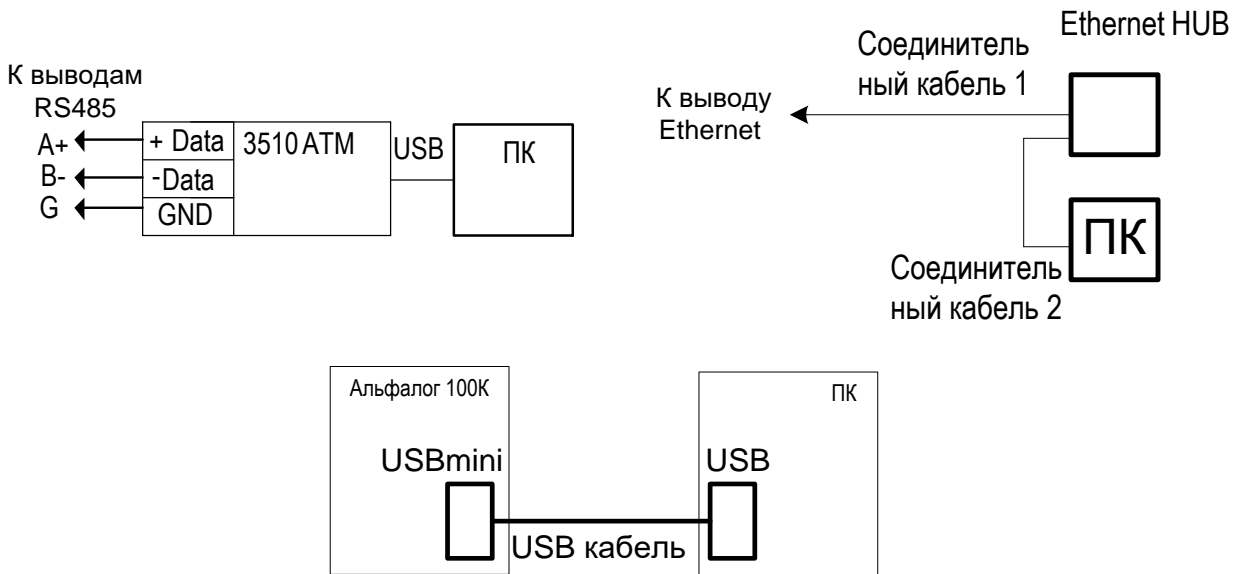 К выводам
RS485
A+
+ Data
3510 ATM
USB
ПК
B-
-Data
G
GND
Ethernet HUB
Соединитель
ный кабель 1
К выводу
Ethernet
ПК
Соединитель
ный кабель 2
Альфалог 100К
ПК
USBmini
USB
USB кабель